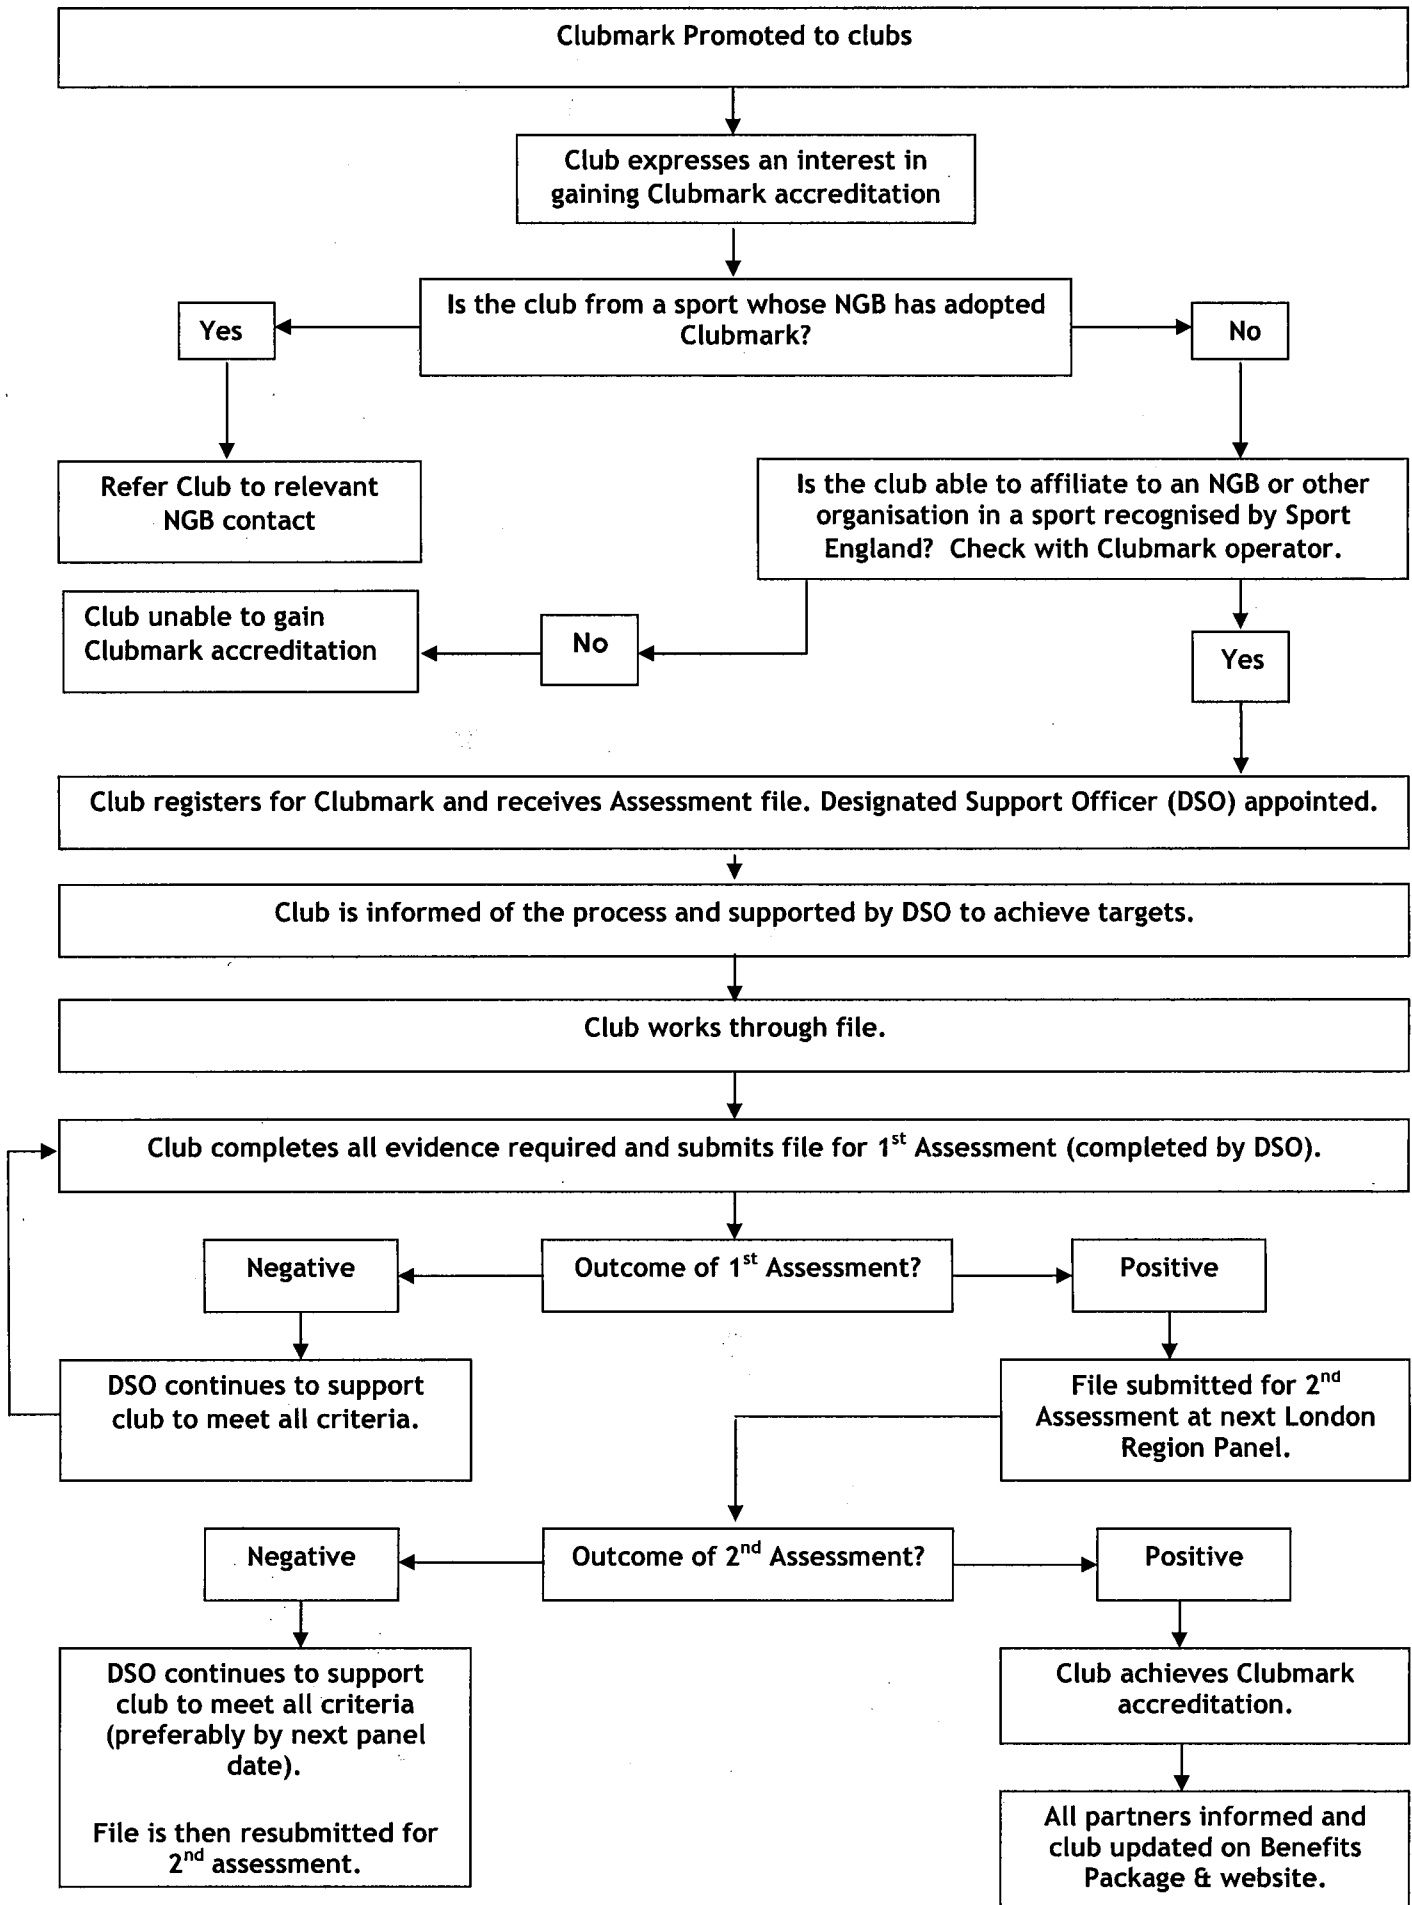 Clubmark Promoted to clubs
Club expresses an interest in
gaining Clubmark accreditation
Is the club from a sport whose NGB has adopted
Clubmark?
Yes
No
Refer Club to relevant
NGB contact
Is the club able to affiliate to an NGB or other
organisation in a sport recognised by Sport
England? Check with Clubmark operator.
Club unable to gain
Clubmark accreditation
No
Yes
Club registers for Clubmark and receives Assessment file. Designated Support Officer (DSO) appointed.
Club is informed of the process and supported by DSO to achieve targets.
Club works through file.
Club completes all evidence required and submits file for 1st Assessment (completed by DSO).
Negative
Outcome of 1st Assessment?
Positive
DSO continues to support
club to meet all criteria.
File submitted for 2nd
Assessment at next London
Region Panel.
Negative
Outcome of 2nd Assessment?
Positive
DSO continues to support
club to meet all criteria
(preferably by next panel
date).
File is then resubmitted for
2nd assessment.
Club achieves Clubmark
accreditation.
All partners informed and
club updated on Benefits
Package & website.